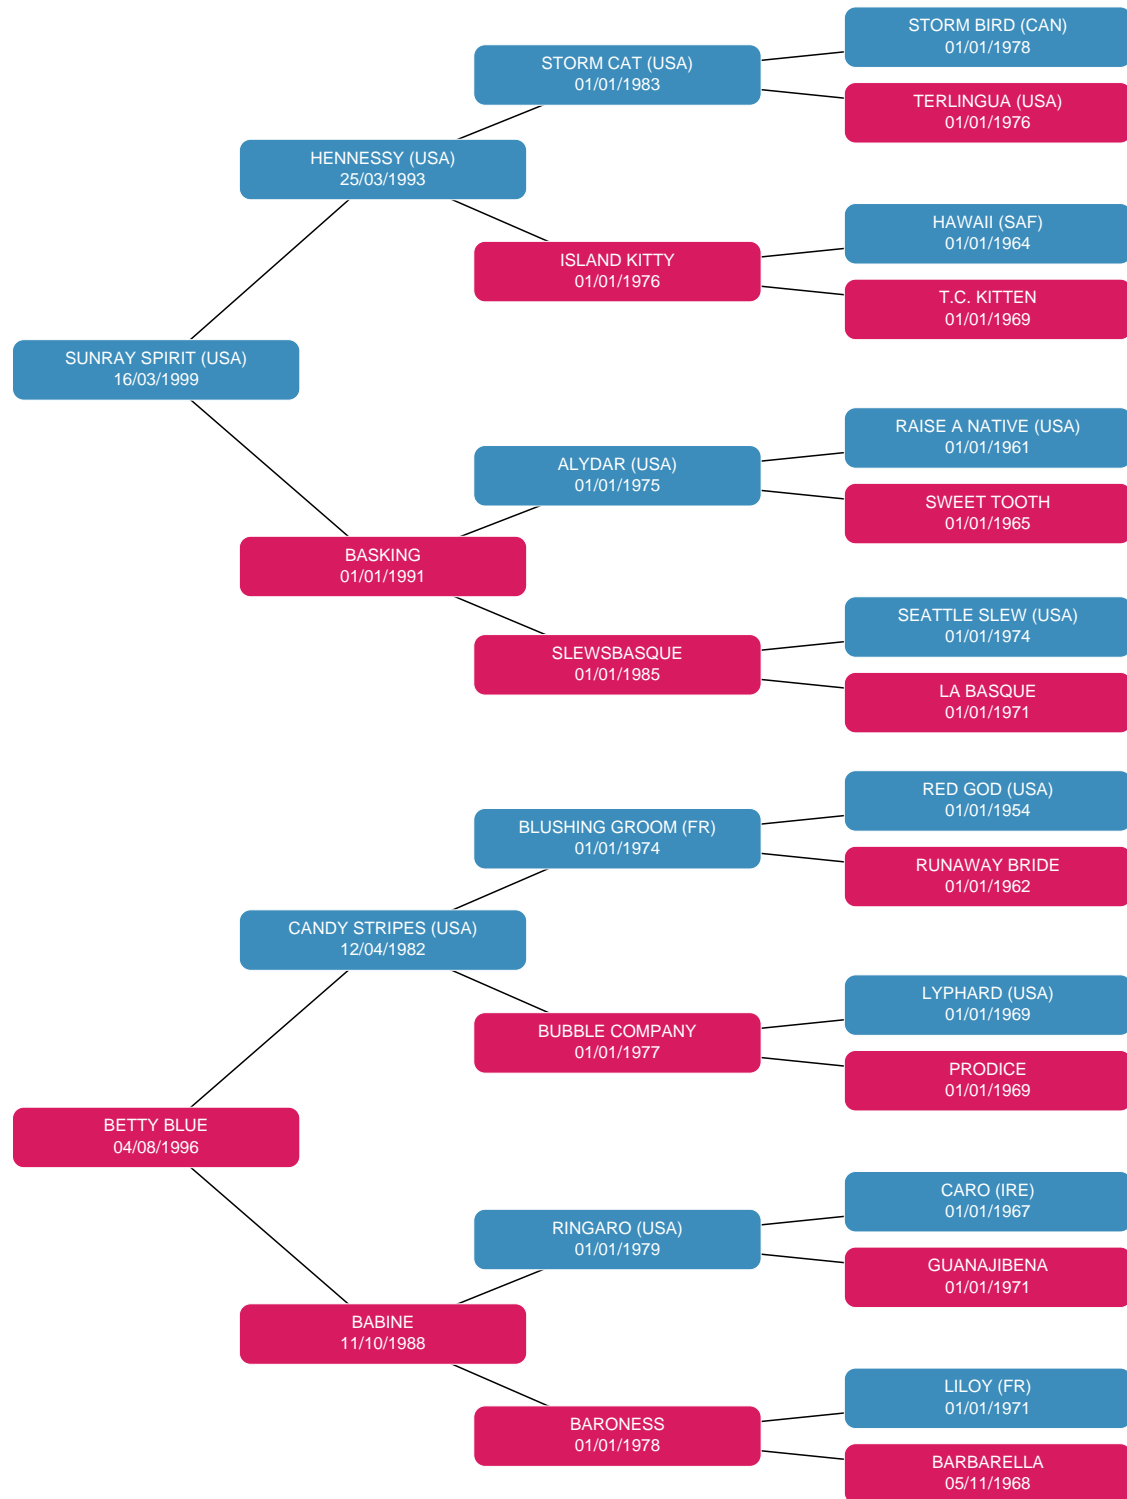 STORM BIRD (CAN)
01/01/1978
STORM CAT (USA)
01/01/1983
TERLINGUA (USA)
01/01/1976
HENNESSY (USA)
25/03/1993
HAWAII (SAF)
01/01/1964
ISLAND KITTY
01/01/1976
T.C. KITTEN
01/01/1969
SUNRAY SPIRIT (USA)
16/03/1999
RAISE A NATIVE (USA)
01/01/1961
ALYDAR (USA)
01/01/1975
SWEET TOOTH
01/01/1965
BASKING
01/01/1991
SEATTLE SLEW (USA)
01/01/1974
SLEWSBASQUE
01/01/1985
LA BASQUE
01/01/1971
RED GOD (USA)
01/01/1954
BLUSHING GROOM (FR)
01/01/1974
RUNAWAY BRIDE
01/01/1962
CANDY STRIPES (USA)
12/04/1982
LYPHARD (USA)
01/01/1969
BUBBLE COMPANY
01/01/1977
PRODICE
01/01/1969
BETTY BLUE
04/08/1996
CARO (IRE)
01/01/1967
RINGARO (USA)
01/01/1979
GUANAJIBENA
01/01/1971
BABINE
11/10/1988
LILOY (FR)
01/01/1971
BARONESS
01/01/1978
BARBARELLA
05/11/1968